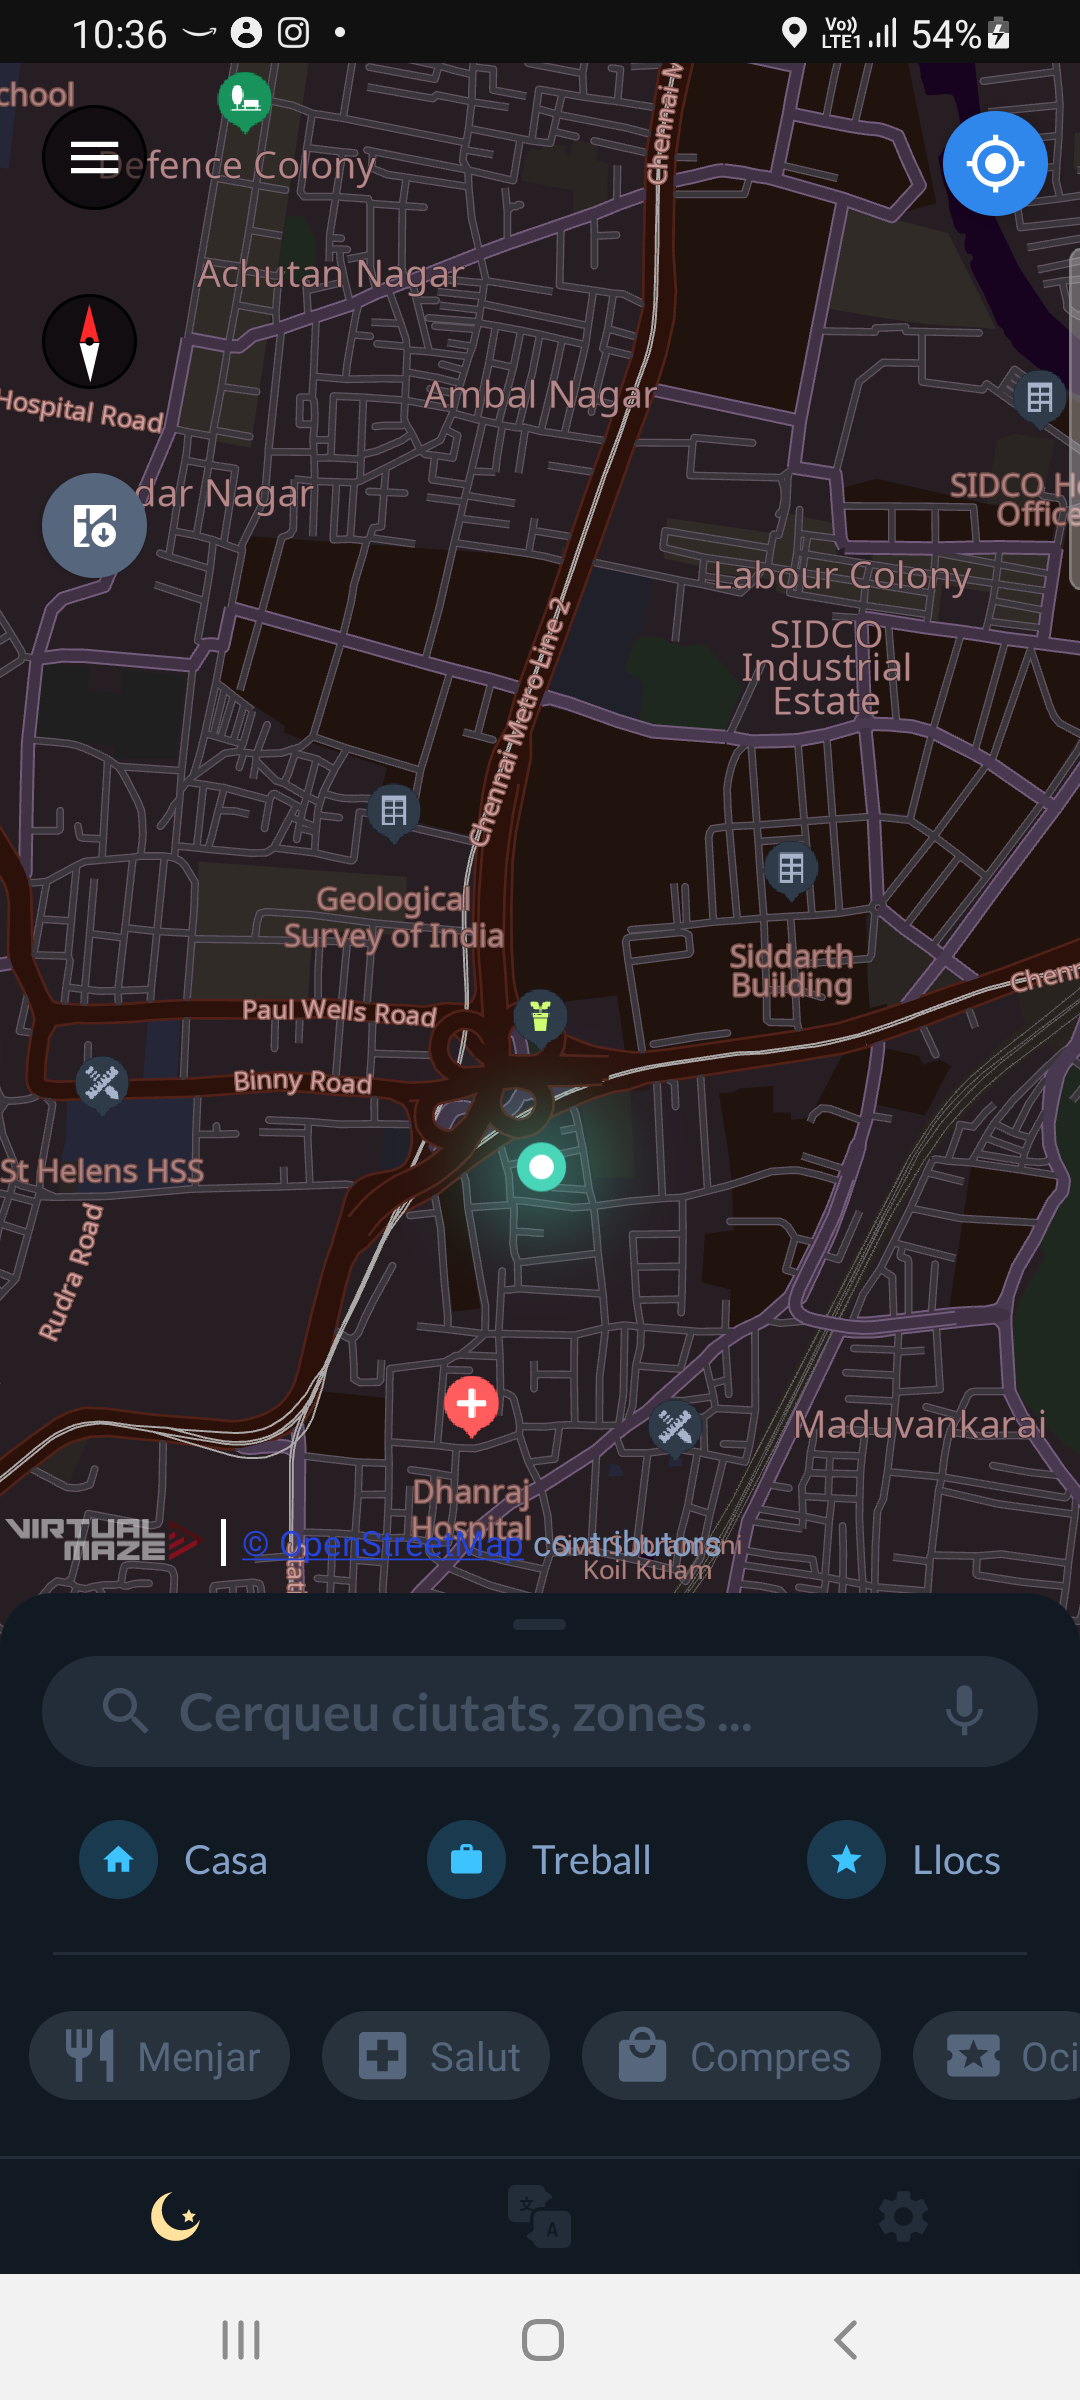 10:36
Vo))
LTE1
54%
chool
Defence Colony
Chennai M
Achutan Nagar
Ambal Nagar
Hospital Road
dar Nagar
SIDCO H
Office
Labour Colony
SIDCO
Industrial
Estate
Chennai Metro Line 2
Geological
Survey of India
Siddarth
Building
Chenn
Paul Wells Road
Binny Road
St Helens HSS
Rudra Road
Maduvankarai
Dhanraj
Hospital
VIRTUAL
MAZE
© OpenStreetMap contributors
Koil Kulam
Cerqueu ciutats, zones ...
Casa
Treball
Llocs
Menjar
Salut
Compres
Oci
文
A